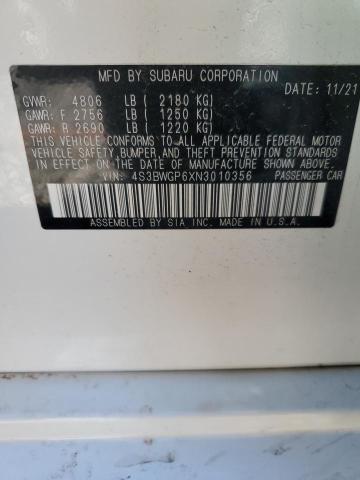 MFD BY SUBARU CORPORATION
DATE: 11/21
GVWR: 4806 LB ( 2180 KG)
GAWR: F 2756 LB ( 1250 KG)
GAWR: R 2690 LB ( 1220 KG)
THIS VEHICLE CONFORMS TO ALL APPLICABLE FEDERAL MOTOR
VEHICLE SAFETY, BUMPER, AND THEFT PREVENTION STANDARDS
IN EFFECT ON THE DATE OF MANUFACTURE SHOWN ABOVE.
VIN: 4S3BWGP6XN3010356 PASSENGER CAR
ASSEMBLED BY SIA INC. MADE IN U.S.A.